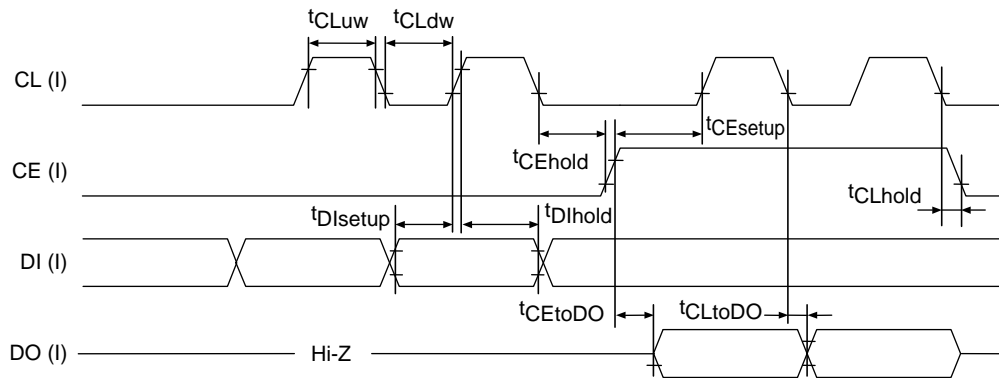 tCLuw tCLdw
CL (I)
tCEsetup
tCEhold
CE (I)
tCLhold
tDIsetup tDIhold
DI (I)
tCEtoDO tCLtoDO
DO (I) Hi-Z